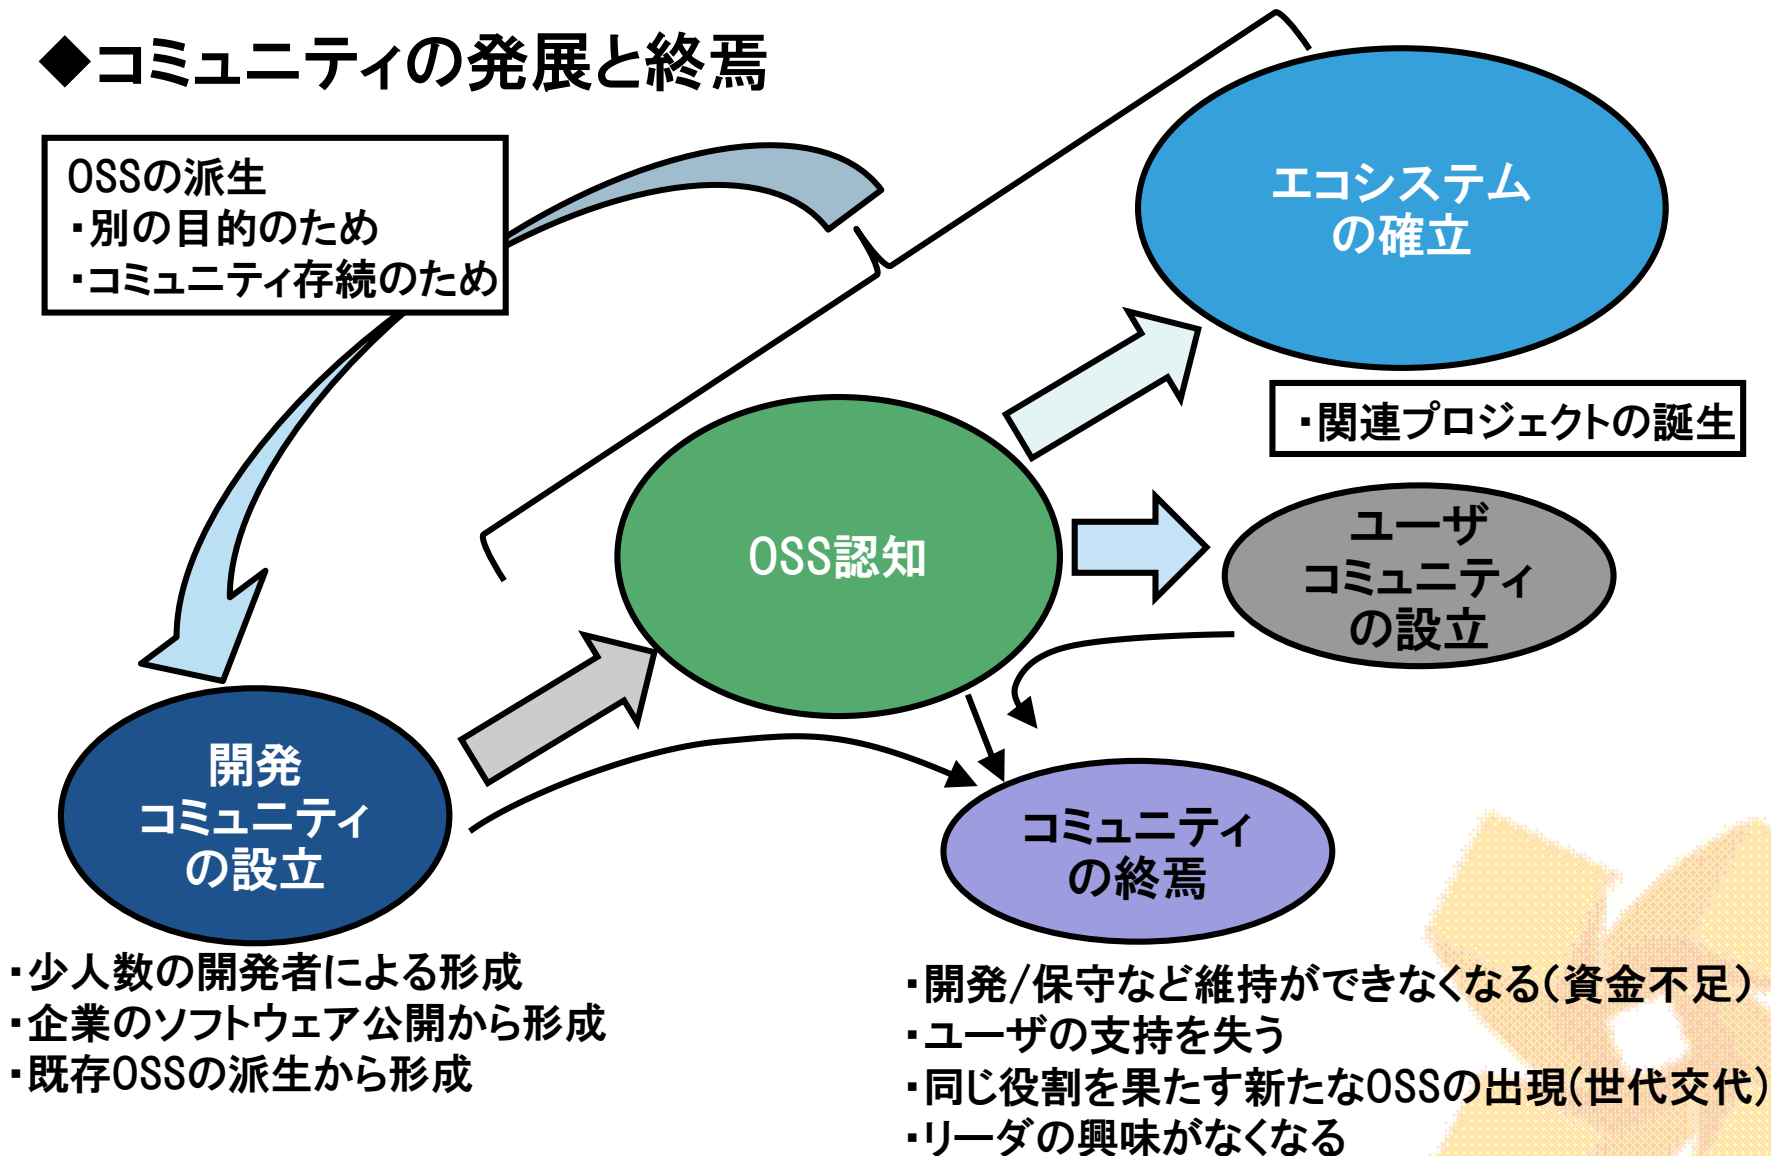 ◆コミュニティの発展と終焉
OSSの派生
・別の目的のため
・コミュニティ存続のため
エコシステム
の確立
・関連プロジェクトの誕生
OSS認知
ユーザ
コミュニティ
の設立
開発
コミュニティ
の設立
コミュニティ
の終焉
・少人数の開発者による形成
・企業のソフトウェア公開から形成
・既存OSSの派生から形成
・開発/保守など維持ができなくなる(資金不足)
・ユーザの支持を失う
・同じ役割を果たす新たなOSSの出現(世代交代)
・リーダの興味がなくなる